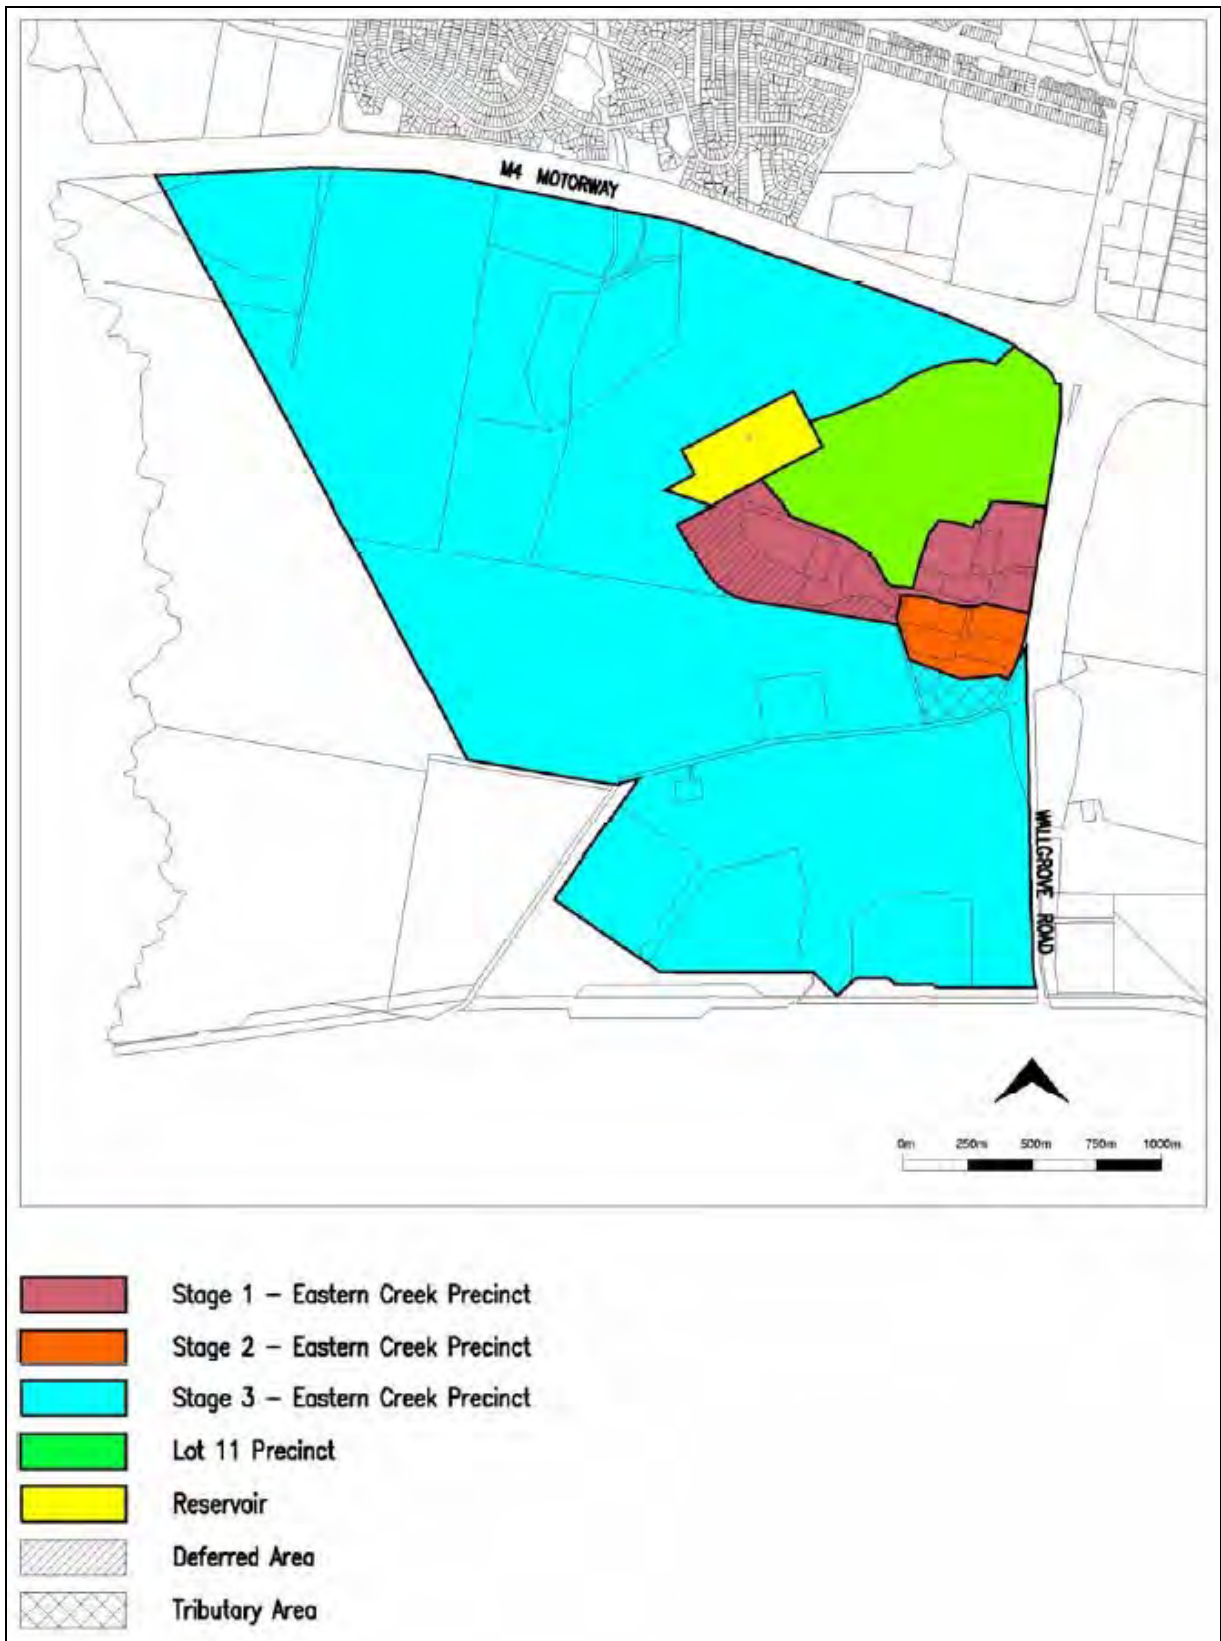 M4 MOTORWAY
WALLGROVE ROAD
0m 250m 500m 750m 1000m
Stage 1 – Eastern Creek Precinct
Stage 2 – Eastern Creek Precinct
Stage 3 – Eastern Creek Precinct
Lot 11 Precinct
Reservoir
Deferred Area
Tributary Area